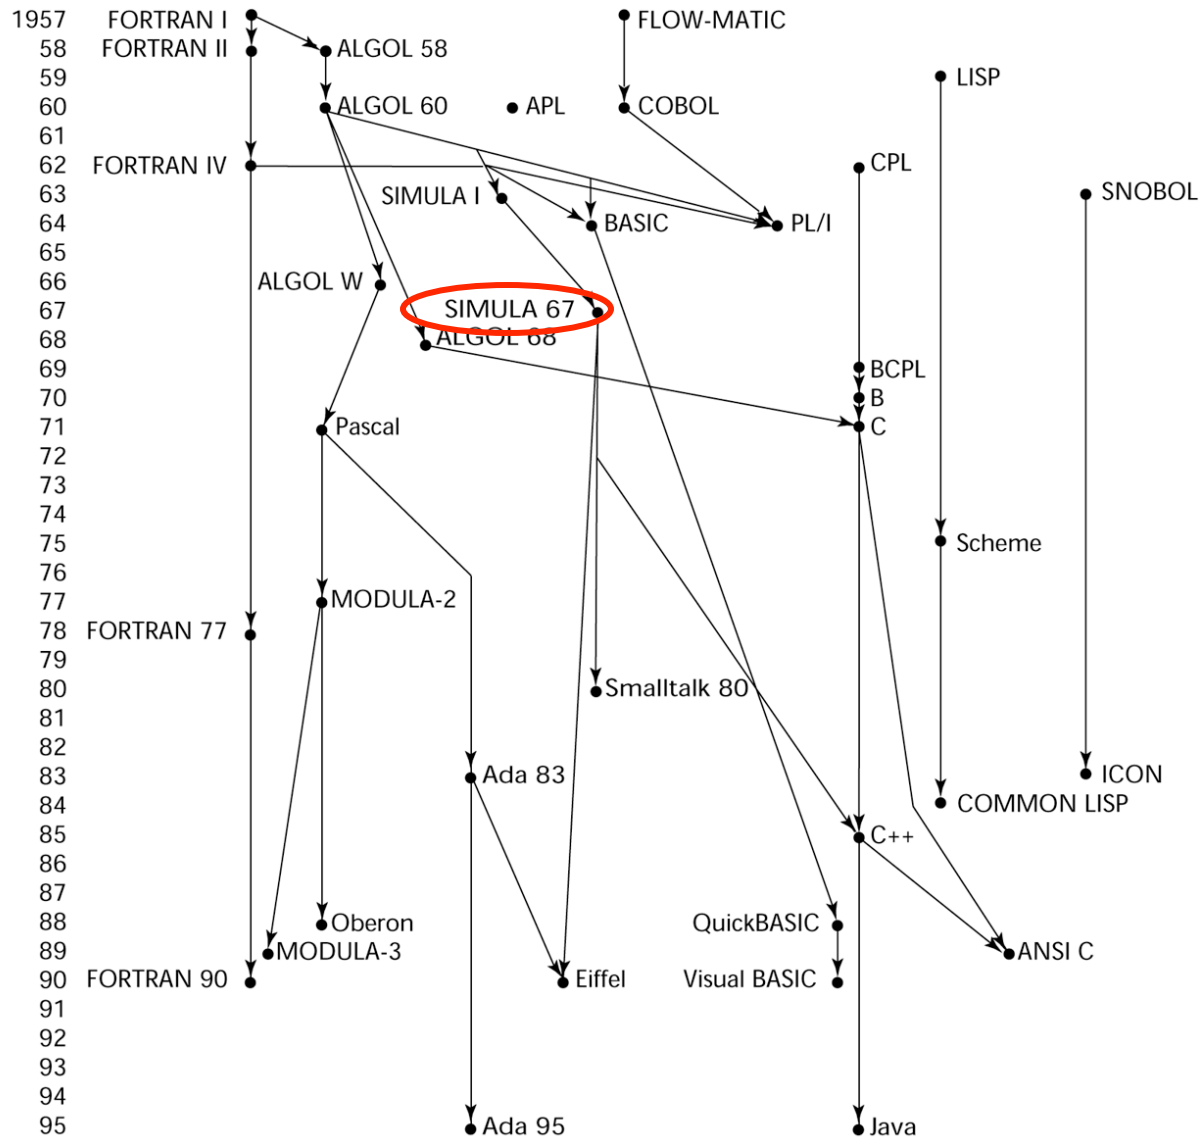 1957 FORTRAN I FLOW-MATIC
58 FORTRAN II ALGOL 58
59 LISP
60 ALGOL 60 APL COBOL
61
62 FORTRAN IV CPL
63 SIMULA I SNOBOL
64 BASIC PL/I
65
66 ALGOL W
67 SIMULA 67
68 ALGOL 68
69 BCPL
70 B
71 Pascal C
72
73
74
75 Scheme
76
77 MODULA-2
78 FORTRAN 77
79
80 Smalltalk 80
81
82
83 Ada 83 ICON
84 COMMON LISP
85 C++
86
87
88 Oberon QuickBASIC
89 MODULA-3 ANSI C
90 FORTRAN 90 Eiffel Visual BASIC
91
92
93
94
95 Ada 95 Java